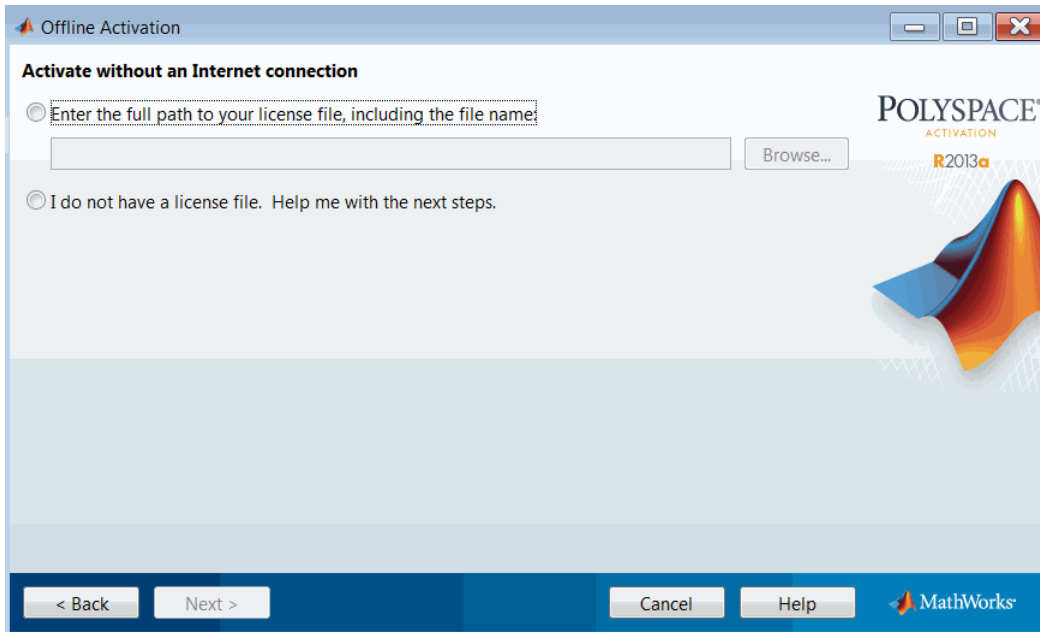 Offline Activation
Activate without an Internet connection
Enter the full path to your license file, including the file name:
Browse...
I do not have a license file.  Help me with the next steps.
POLYSPACE®
ACTIVATION
R2013a
< Back
Next >
Cancel
Help
MathWorks®